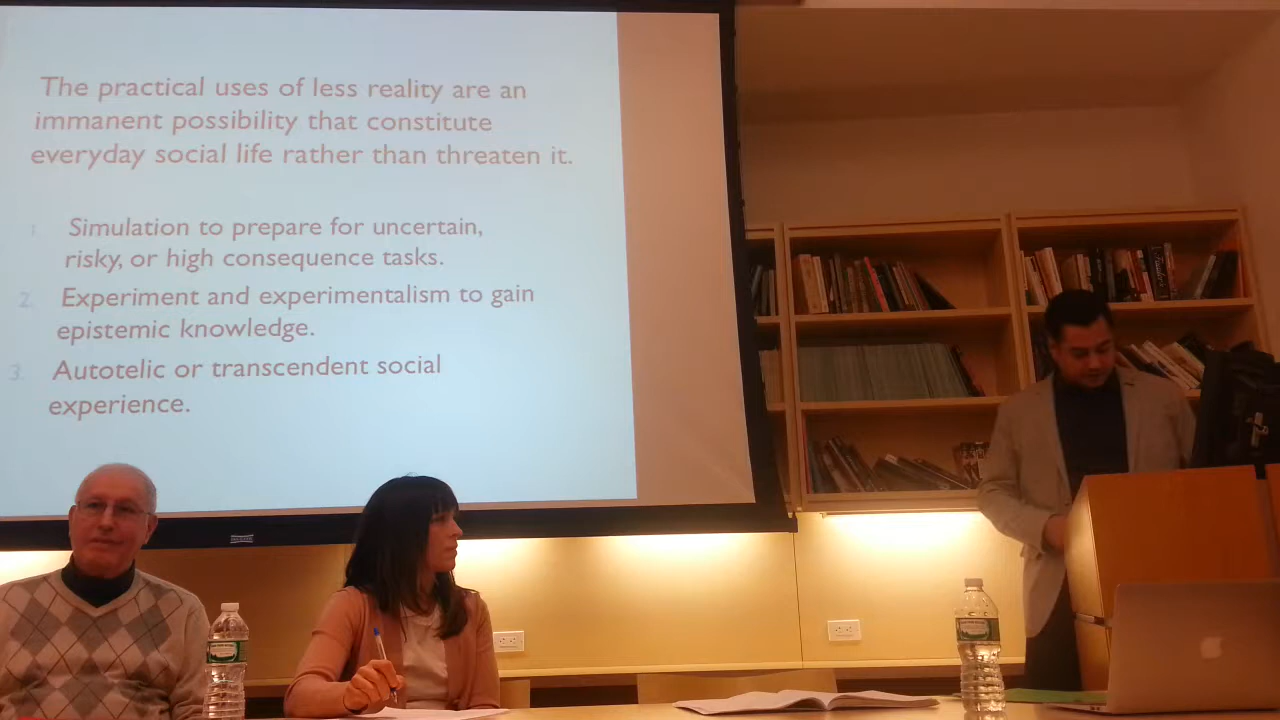 The practical uses of less reality are an
immanent possibility that constitute
everyday social life rather than threaten it.
1. Simulation to prepare for uncertain,
risky, or high consequence tasks.
2. Experiment and experimentalism to gain
epistemic knowledge.
3. Autotelic or transcendent social
experience.